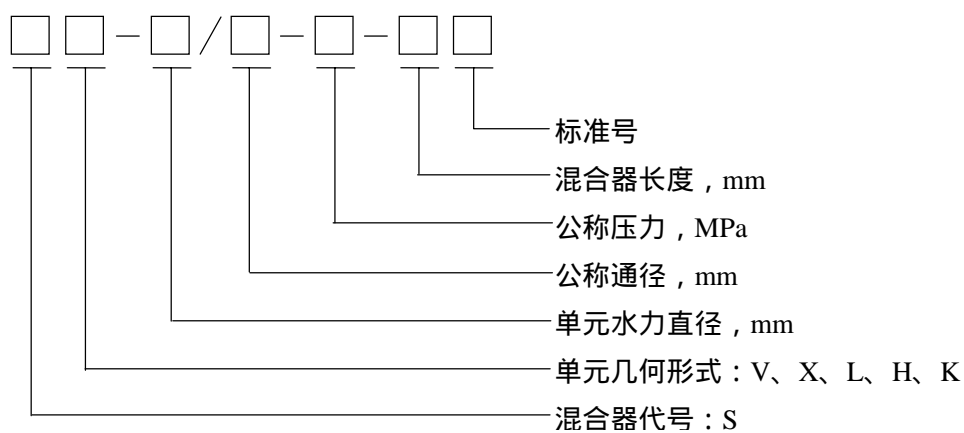 □□－□/□－□－□□
标准号
混合器长度，mm
公称压力，MPa
公称通径，mm
单元水力直径，mm
单元几何形式：V、X、L、H、K
混合器代号：S